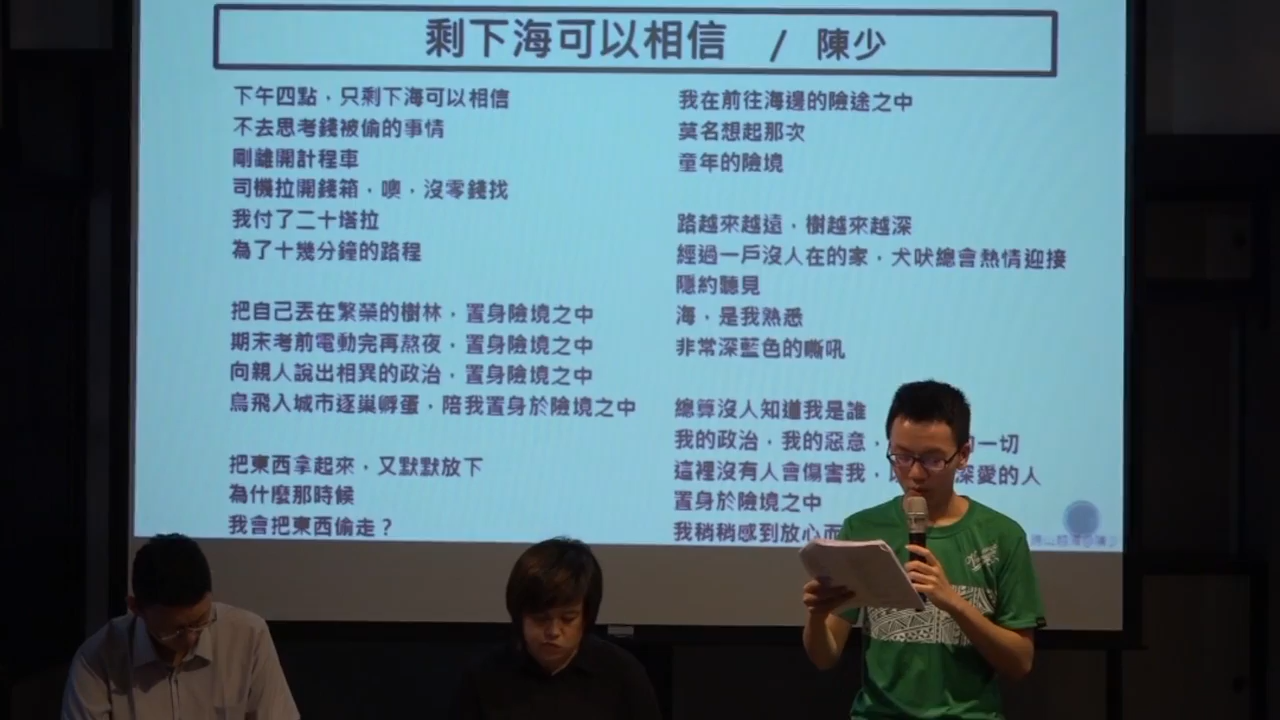 剩下海可以相信 / 陳少
下午四點，只剩下海可以相信
不去思考錢被偷的事情
剛離開計程車
司機拉開錢箱，噢，沒零錢找
我付了二十塔拉
為了十幾分鐘的路程
把自己丟在繁榮的樹林，置身險境之中
期末考前電動完再熬夜，置身險境之中
向親人說出相異的政治，置身險境之中
鳥飛入城市逐巢孵蛋，陪我置身於險境之中
把東西拿起來，又默默放下
為什麼那時候
我會把東西偷走？
我在前往海邊的險途之中
莫名想起那次
童年的險境
路越來越遠，樹越來越深
經過一戶沒人在的家，犬吠總會熱情迎接
隱約聽見
海，是我熟悉
非常深藍色的嘶吼
總算沒人知道我是誰
我的政治，我的惡意，一切
這裡沒有人會傷害我，深愛的人
置身於險境之中
我稍稍感到放心而